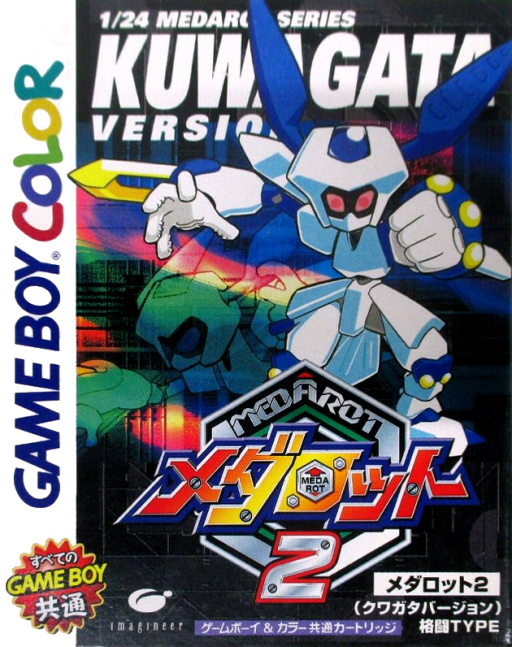 1/24 MEDAROT SERIES
KUWAGATA
VERSION
GAME BOY COLOR
MEDAROT
メダロット
MEDA
ROT
2
すべての
GAME BOY
共通
imagineer
メダロット2
(クワガタバージョン)
ゲームボーイ & カラー共通カートリッジ
格闘TYPE